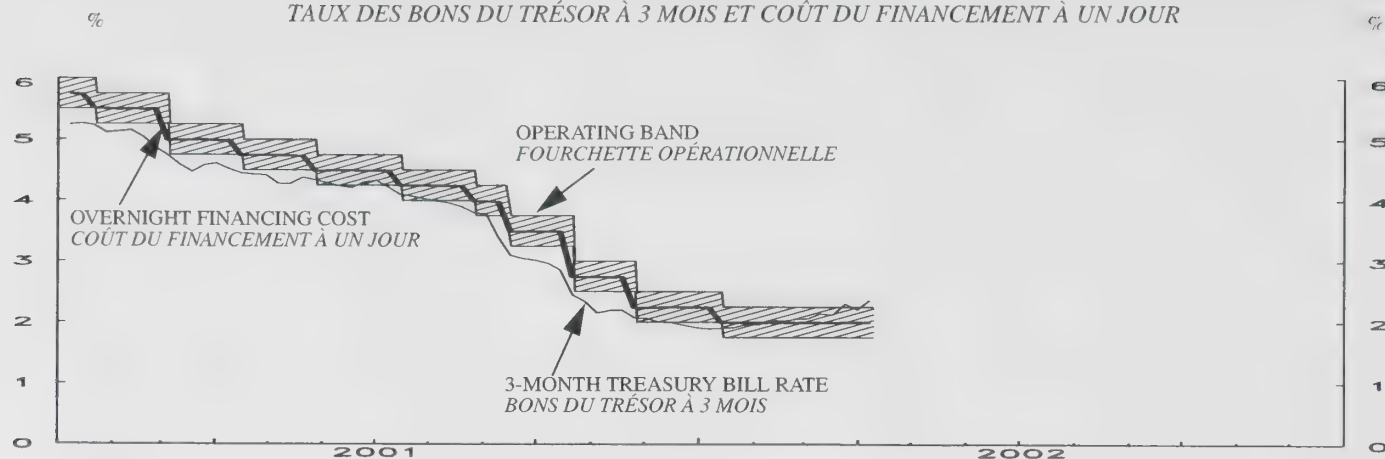 TAUX DES BONS DU TRÉSOR À 3 MOIS ET COÛT DU FINANCEMENT À UN JOUR
% %
6 6
5 5
4 4
3 3
2 2
1 1
0 0
OPERATING BAND
FOURCHETTE OPÉRATIONNELLE
OVERNIGHT FINANCING COST
COÛT DU FINANCEMENT À UN JOUR
3-MONTH TREASURY BILL RATE
BONS DU TRÉSOR À 3 MOIS
2001 2002